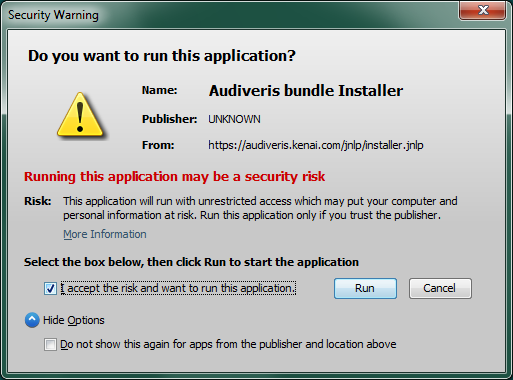 Security Warning
Do you want to run this application?
Name: Audiveris bundle Installer
Publisher: UNKNOWN
From: https://audiveris.kenai.com/jnlp/installer.jnlp
Running this application may be a security risk
Risk: This application will run with unrestricted access which may put your computer and
personal information at risk. Run this application only if you trust the publisher.
More Information
Select the box below, then click Run to start the application
I accept the risk and want to run this application.
Run
Cancel
Hide Options
Do not show this again for apps from the publisher and location above